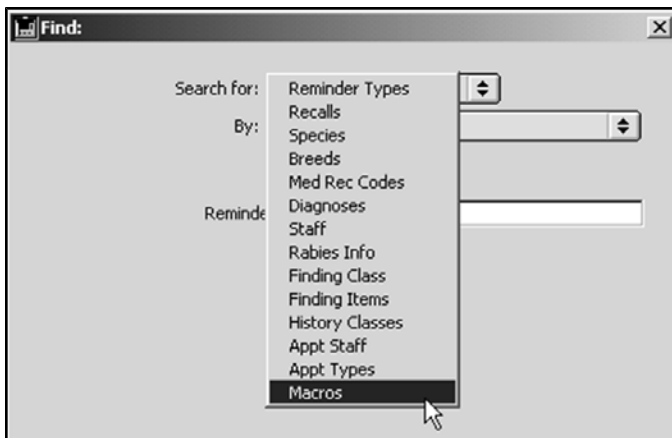 Find:
Search for:
Reminder Types
Recalls
By:
Species
Breeds
Med Rec Codes
Diagnoses
Reminde
Staff
Rabies Info
Finding Class
Finding Items
History Classes
Appt Staff
Appt Types
Macros